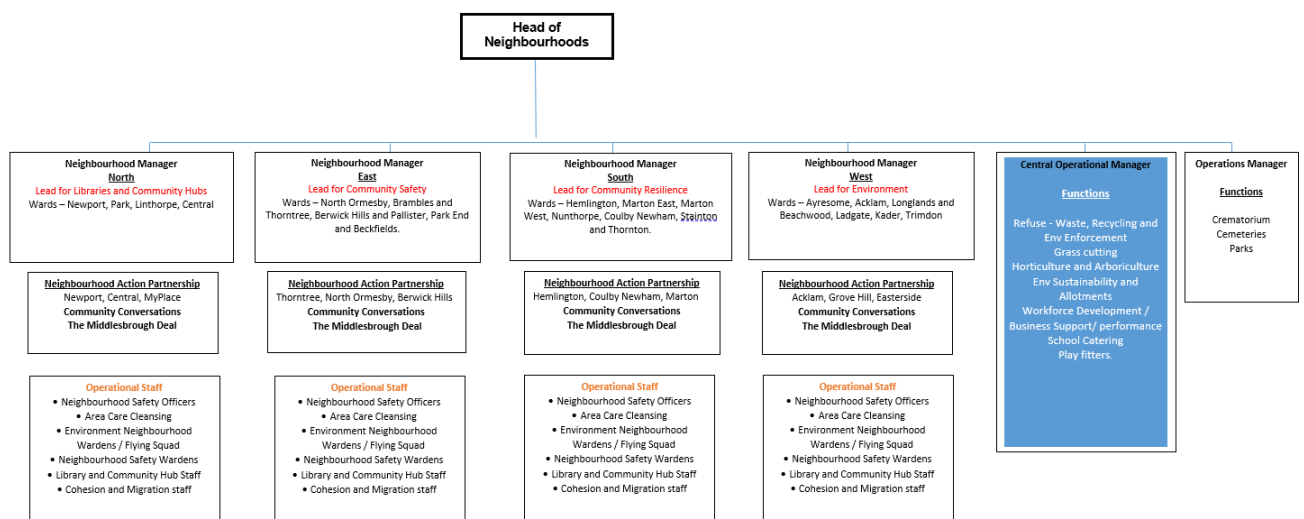 Head of
Neighbourhoods
Neighbourhood Manager
North
Lead for Libraries and Community Hubs
Wards – Newport, Park, Linthorpe, Central
Neighbourhood Action Partnership
Newport, Central, MyPlace
Community Conversations
The Middlesbrough Deal
Operational Staff
• Neighbourhood Safety Officers
• Area Care Cleansing
• Environment Neighbourhood
Wardens / Flying Squad
• Neighbourhood Safety Wardens
• Library and Community Hub Staff
• Cohesion and Migration staff
Neighbourhood Manager
East
Lead for Community Safety
Wards – North Ormesby, Brambles and
Thorntree, Berwick Hills and Pallister, Park End
and Beckfields.
Neighbourhood Action Partnership
Thorntree, North Ormesby, Berwick Hills
Community Conversations
The Middlesbrough Deal
Operational Staff
• Neighbourhood Safety Officers
• Area Care Cleansing
• Environment Neighbourhood
Wardens / Flying Squad
• Neighbourhood Safety Wardens
• Library and Community Hub Staff
• Cohesion and Migration staff
Neighbourhood Manager
South
Lead for Community Resilience
Wards – Hemlington, Marton East, Marton
West, Nunthorpe, Coulby Newham, Stainton
and Thornton.
Neighbourhood Action Partnership
Hemlington, Coulby Newham, Marton
Community Conversations
The Middlesbrough Deal
Operational Staff
• Neighbourhood Safety Officers
• Area Care Cleansing
• Environment Neighbourhood
Wardens / Flying Squad
• Neighbourhood Safety Wardens
• Library and Community Hub Staff
• Cohesion and Migration staff
Neighbourhood Manager
West
Lead for Environment
Wards – Ayresome, Acklam, Longlands and
Beachwood, Ladgate, Kader, Trimdon
Neighbourhood Action Partnership
Acklam, Grove Hill, Easterside
Community Conversations
The Middlesbrough Deal
Operational Staff
• Neighbourhood Safety Officers
• Area Care Cleansing
• Environment Neighbourhood
Wardens / Flying Squad
• Neighbourhood Safety Wardens
• Library and Community Hub Staff
• Cohesion and Migration staff
Central Operational Manager
Functions
Refuse - Waste, Recycling and
Env Enforcement
Grass cutting
Horticulture and Arboriculture
Env Sustainability and
Allotments
Workforce Development /
Business Support/ performance
School Catering
Play fitters.
Operations Manager
Functions
Crematorium
Cemeteries
Parks